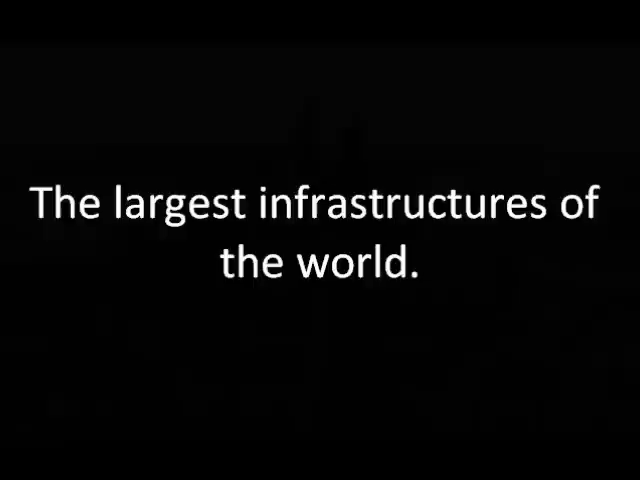 The largest infrastructures of
the world.